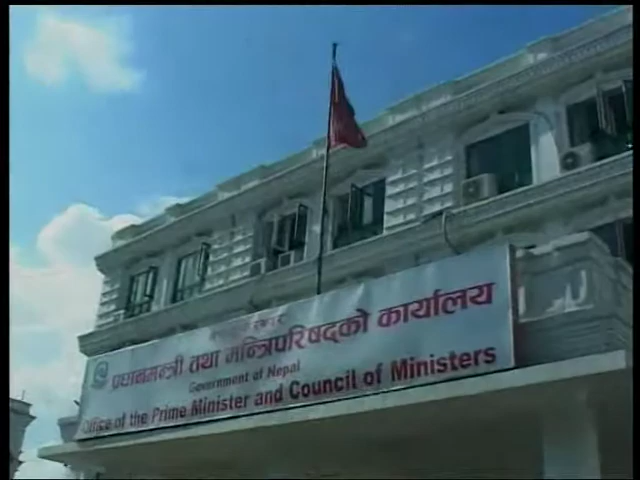 नेपाल सरकार
प्रधानमन्त्री तथा मन्त्रिपरिषद्को कार्यालय
Government of Nepal
Office of the Prime Minister and Council of Ministers